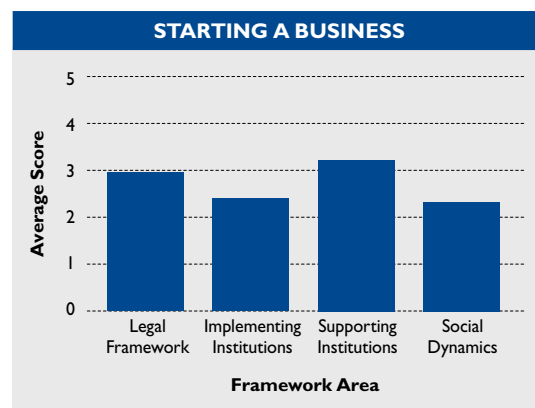 STARTING A BUSINESS
5
4
3
2
1
0
Average Score
Legal
Framework
Implementing
Institutions
Supporting
Institutions
Social
Dynamics
Framework Area